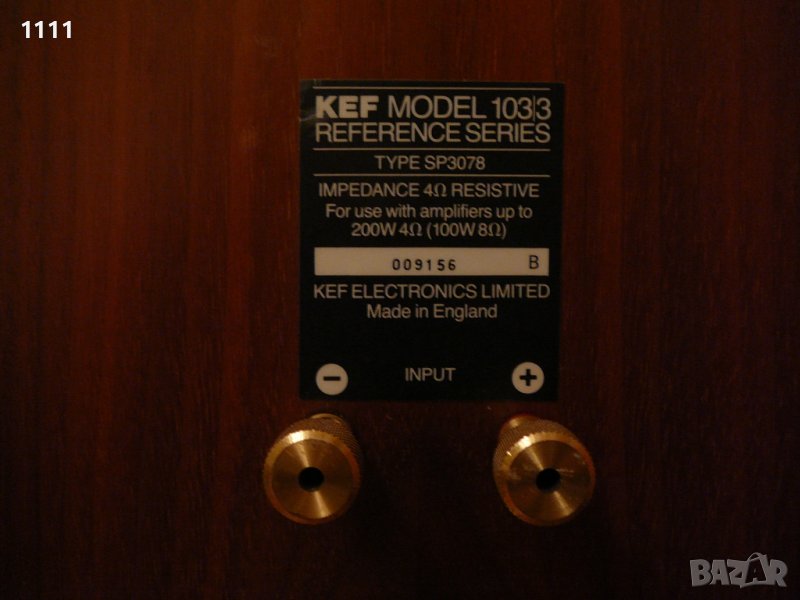 1111
KEF MODEL 103/3
REFERENCE SERIES
TYPE SP3078
IMPEDANCE 4Ω RESISTIVE
For use with amplifiers up to
200W 4Ω (100W 8Ω)
009156 B
KEF ELECTRONICS LIMITED
Made in England
− INPUT +
BAZAR